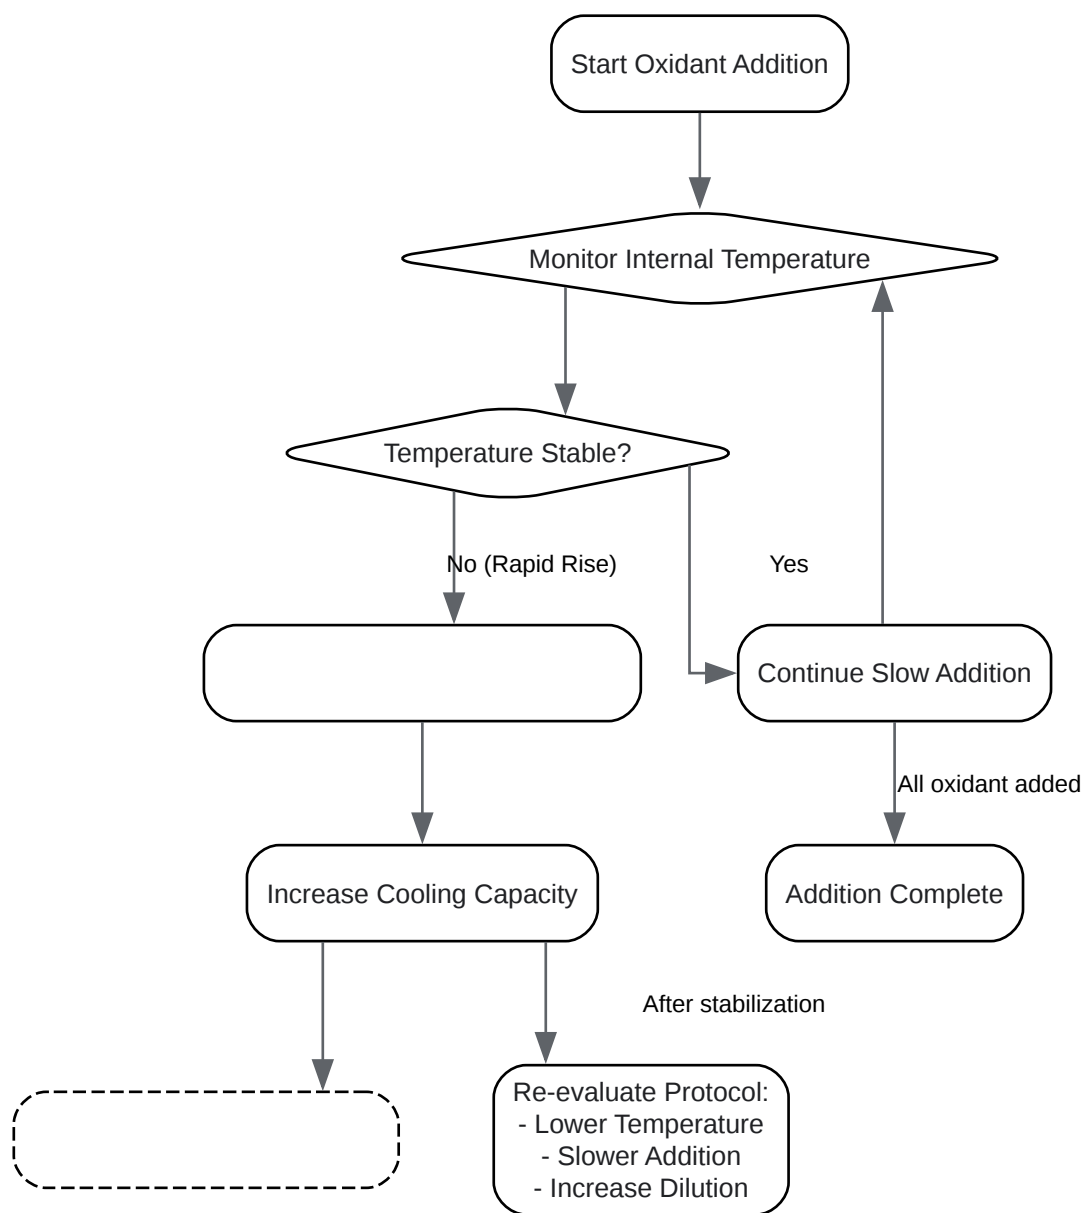 Start Oxidant Addition
Monitor Internal Temperature
Temperature Stable?
No (Rapid Rise)
Yes
Continue Slow Addition
All oxidant added
Increase Cooling Capacity
Addition Complete
After stabilization
Re-evaluate Protocol:
- Lower Temperature
- Slower Addition
- Increase Dilution